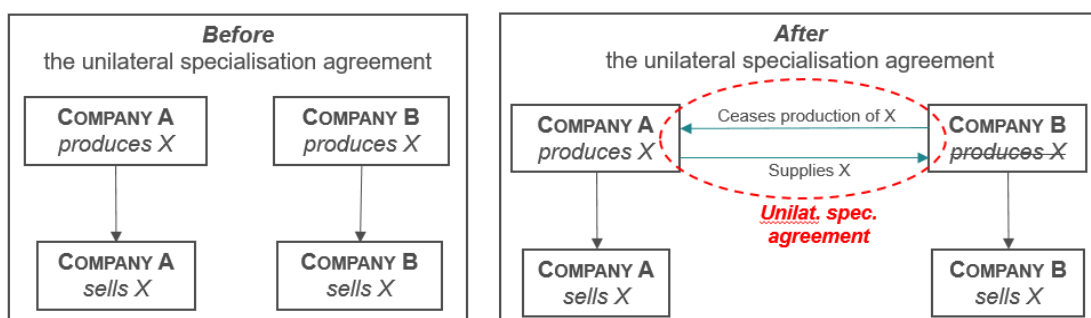 Before
the unilateral specialisation agreement
COMPANY A
produces X
COMPANY B
produces X
COMPANY A
sells X
COMPANY B
sells X
After
the unilateral specialisation agreement
COMPANY A
produces X
Ceases production of X
Supplies X
COMPANY B
produces X
Unilat. spec.
agreement
COMPANY A
sells X
COMPANY B
sells X